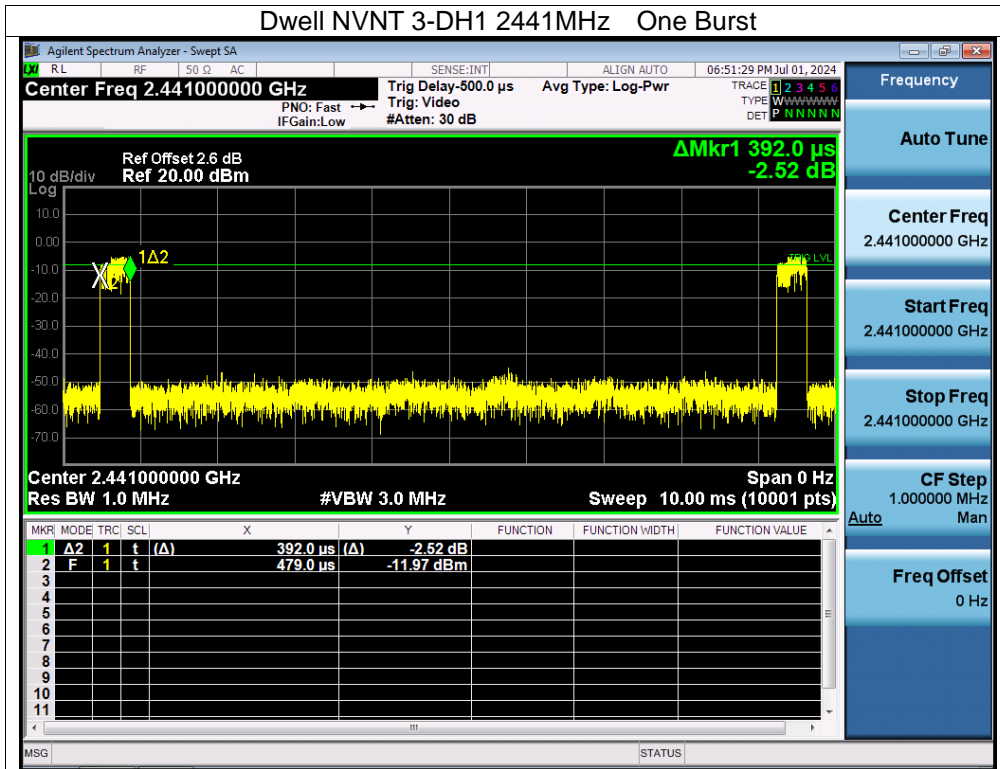 Dwell NVNT 3-DH1 2441MHz One Burst
Agilent Spectrum Analyzer - Swept SA
LXI RL RF 50 Ω AC SENSE:INT ALIGN AUTO 06:51:29 PM Jul 01, 2024
Center Freq 2.441000000 GHz
PNO: Fast
IFGain:Low
Trig Delay-500.0 µs
Trig: Video
#Atten: 30 dB
Avg Type: Log-Pwr
TRACE 1 2 3 4 5 6
TYPE WWWWWW
DET P N N N N N
Frequency
Auto Tune
Center Freq
2.441000000 GHz
Start Freq
2.441000000 GHz
Stop Freq
2.441000000 GHz
CF Step
1.000000 MHz
Auto Man
Freq Offset
0 Hz
ΔMkr1 392.0 µs
-2.52 dB
Ref Offset 2.6 dB
10 dB/div Ref 20.00 dBm
Log
10.0
0.00
-10.0
-20.0
-30.0
-40.0
-50.0
-60.0
-70.0
1Δ2
TRIG LVL
Center 2.441000000 GHz Span 0 Hz
Res BW 1.0 MHz #VBW 3.0 MHz Sweep 10.00 ms (10001 pts)
MKR MODE TRC SCL X Y FUNCTION FUNCTION WIDTH FUNCTION VALUE
1 Δ2 1 t (Δ) 392.0 µs (Δ) -2.52 dB
2 F 1 t 479.0 µs -11.97 dBm
3
4
5
6
7
8
9
10
11
MSG STATUS